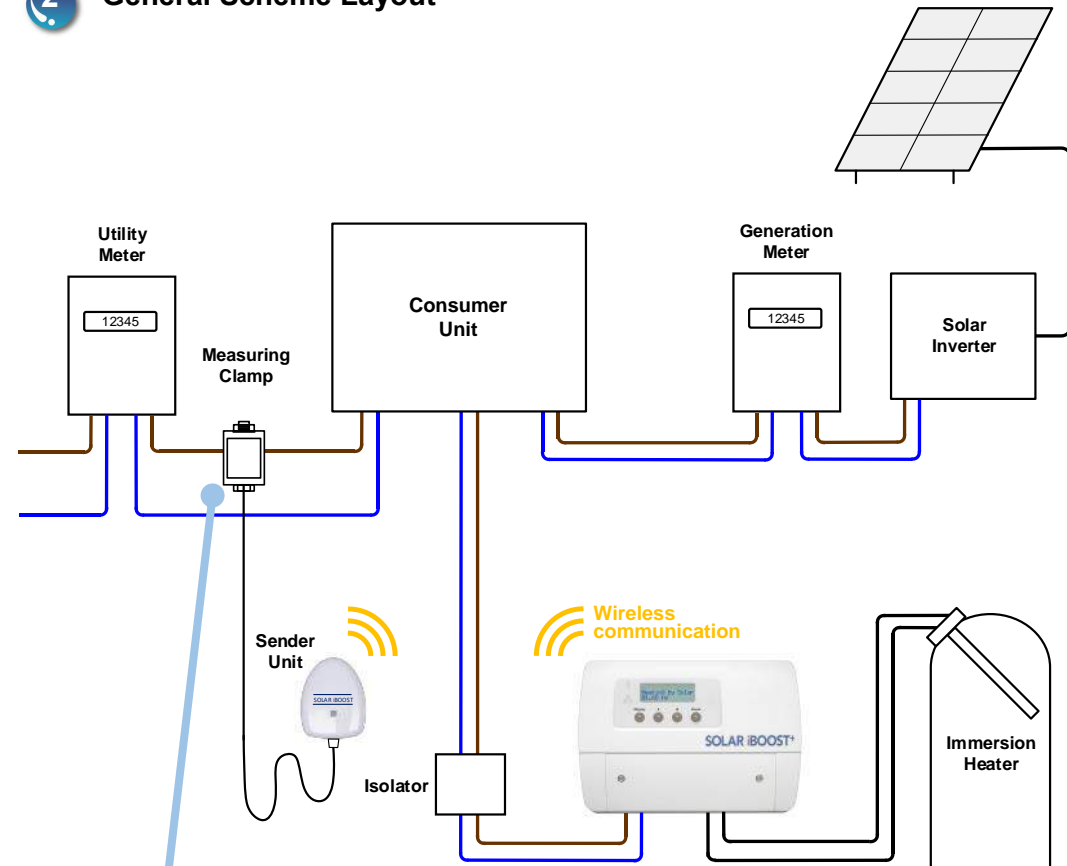 2
General Scheme Layout
Utility
Meter
12345
Measuring
Clamp
Consumer
Unit
Generation
Meter
12345
Solar
Inverter
Sender
Unit
SOLAR iBOOST
Wireless
communication
SOLAR iBOOST+
Isolator
Immersion
Heater